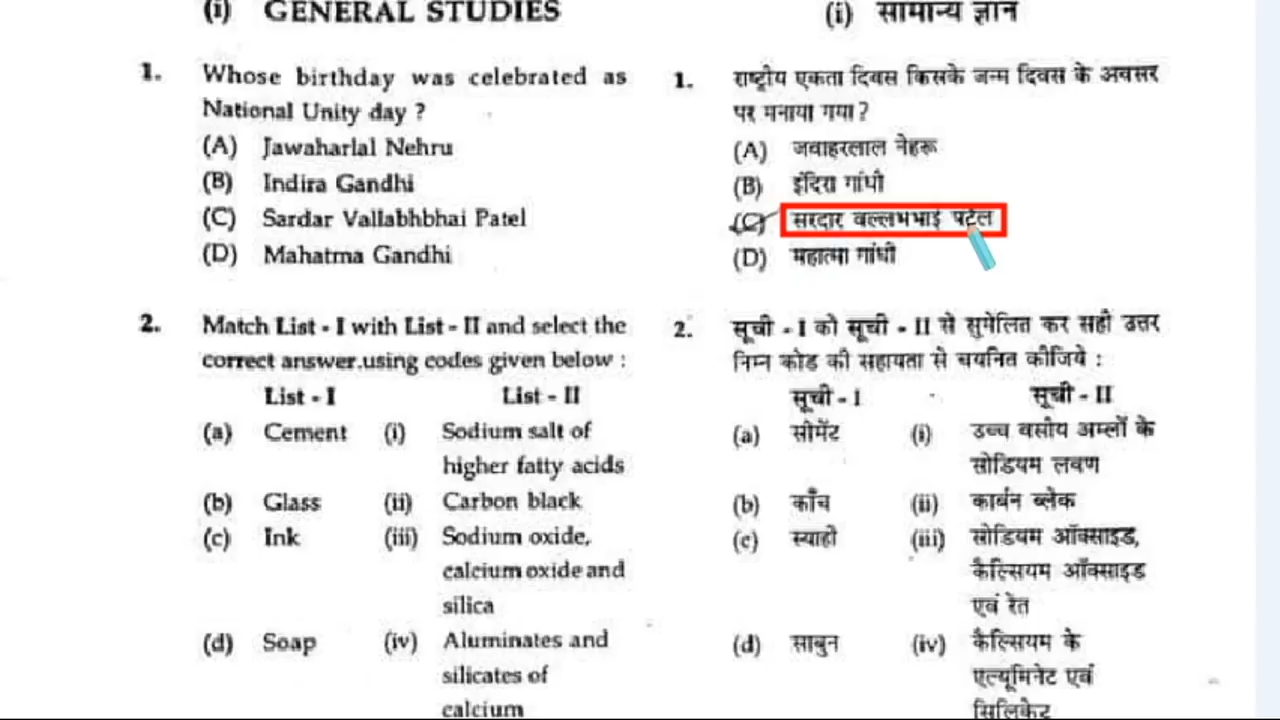 (i) GENERAL STUDIES
1. Whose birthday was celebrated as
National Unity day ?
(A) Jawaharlal Nehru
(B) Indira Gandhi
(C) Sardar Vallabhbhai Patel
(D) Mahatma Gandhi
2. Match List - I with List - II and select the
correct answer using codes given below :
List - I List - II
(a) Cement (i) Sodium salt of
higher fatty acids
(b) Glass (ii) Carbon black
(c) Ink (iii) Sodium oxide,
calcium oxide and
silica
(d) Soap (iv) Aluminates and
silicates of
calcium
(i) सामान्य ज्ञान
1. राष्ट्रीय एकता दिवस किसके जन्म दिवस के अवसर
पर मनाया गया ?
(A) जवाहरलाल नेहरू
(B) इंदिरा गांधी
(C) सरदार वल्लभभाई पटेल
(D) महात्मा गांधी
2. सूची - I को सूची - II से सुमेलित कर सही उत्तर
निम्न कोड की सहायता से चयनित कीजिये :
सूची - I सूची - II
(a) सीमेंट (i) उच्च वसीय अम्लों के
सोडियम लवण
(b) काँच (ii) कार्बन ब्लेक
(c) स्याही (iii) सोडियम ऑक्साइड,
कैल्सियम ऑक्साइड
एवं रेत
(d) साबुन (iv) कैल्सियम के
एल्यूमिनेट एवं
सिलिकेट